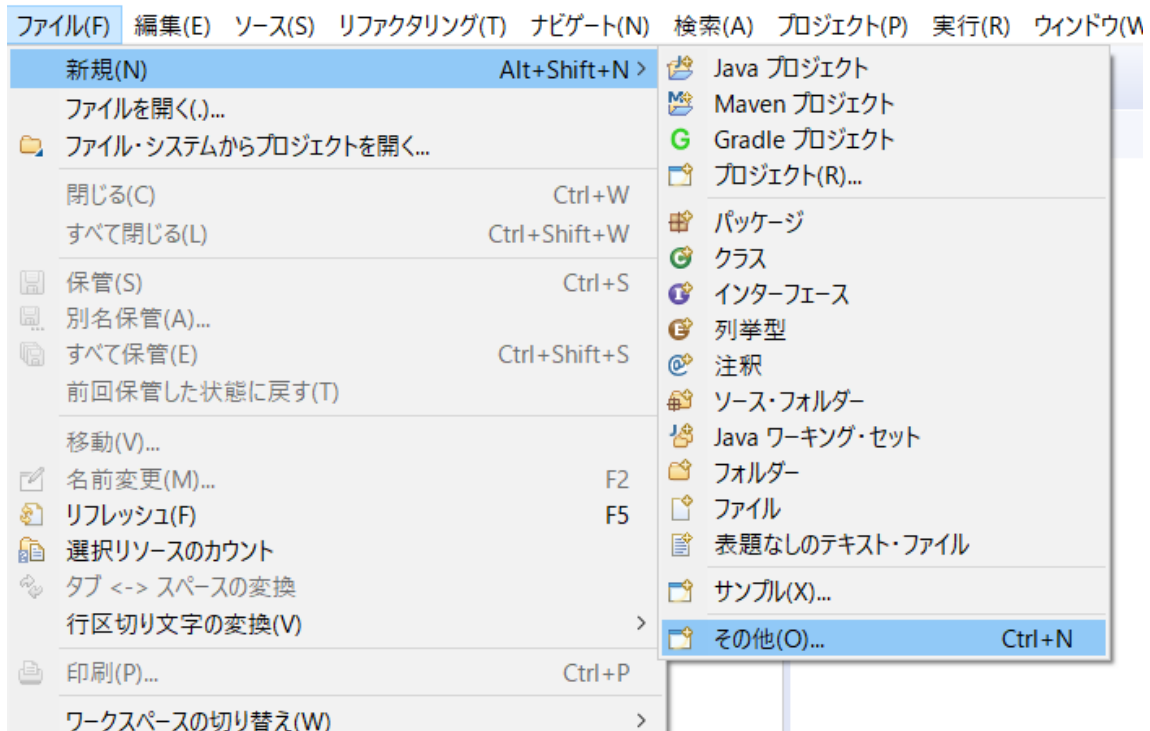 ファイル(F) 編集(E) ソース(S) リファクタリング(T) ナビゲート(N) 検索(A) プロジェクト(P) 実行(R) ウィンドウ(W
新規(N) Alt+Shift+N >
ファイルを開く(.)...
ファイル・システムからプロジェクトを開く...
閉じる(C) Ctrl+W
すべて閉じる(L) Ctrl+Shift+W
保管(S) Ctrl+S
別名保管(A)...
すべて保管(E) Ctrl+Shift+S
前回保管した状態に戻す(T)
移動(V)...
名前変更(M)... F2
リフレッシュ(F) F5
選択リソースのカウント
タブ <-> スペースの変換
行区切り文字の変換(V) >
印刷(P)... Ctrl+P
ワークスペースの切り替え(W) >
Java プロジェクト
Maven プロジェクト
Gradle プロジェクト
プロジェクト(R)...
パッケージ
クラス
インターフェース
列挙型
注釈
ソース・フォルダー
Java ワーキング・セット
フォルダー
ファイル
表題なしのテキスト・ファイル
サンプル(X)...
その他(O)... Ctrl+N